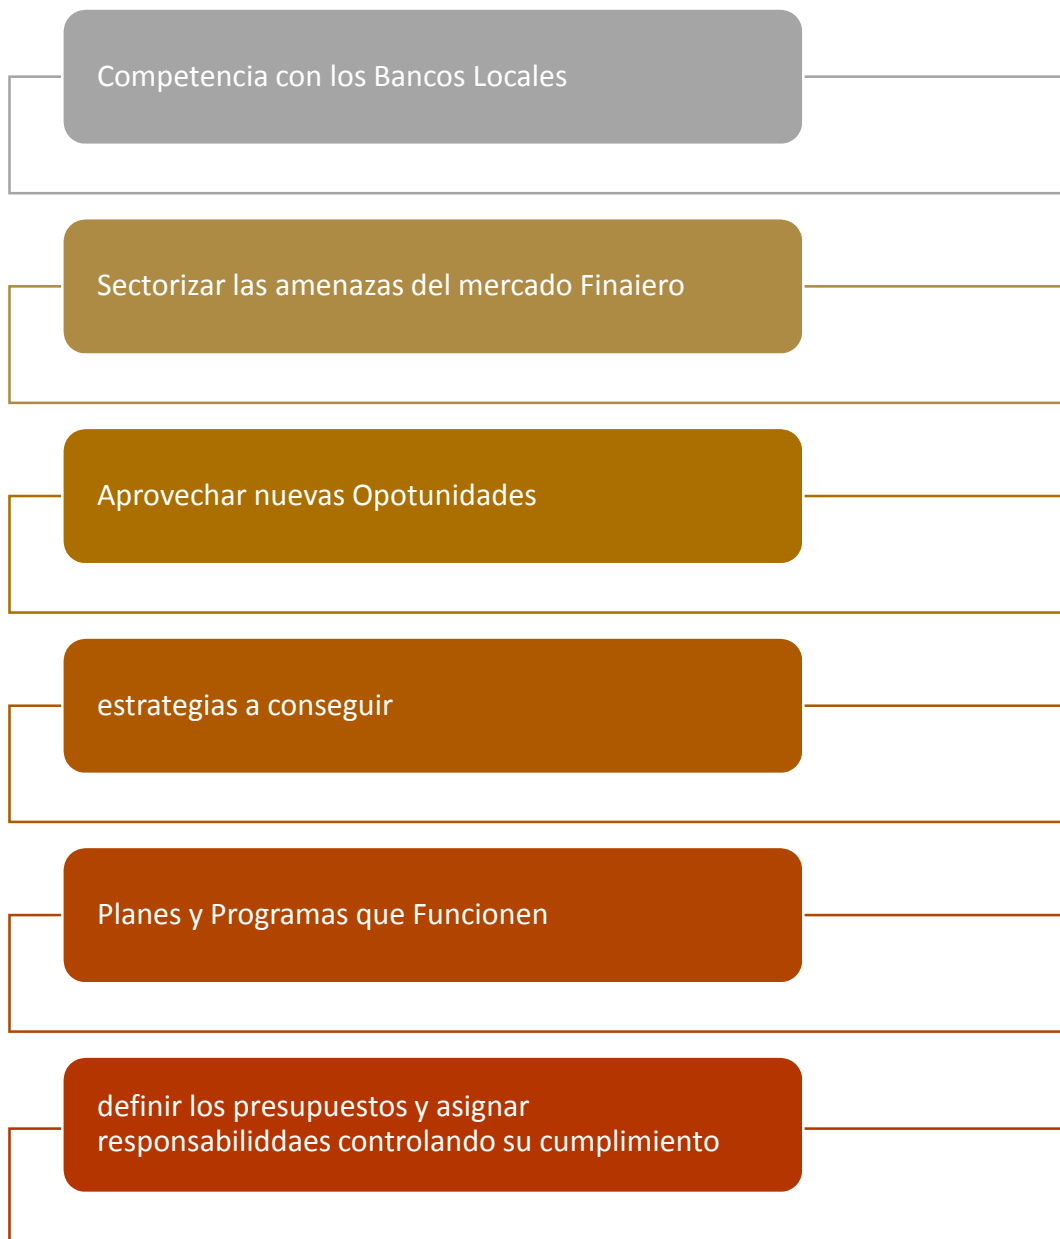 Competencia con los Bancos Locales
Sectorizar las amenazas del mercado Finaiero
Aprovechar nuevas Opotunidades
estrategias a conseguir
Planes y Programas que Funcionen
definir los presupuestos y asignar
responsabiliddaes controlando su cumplimiento